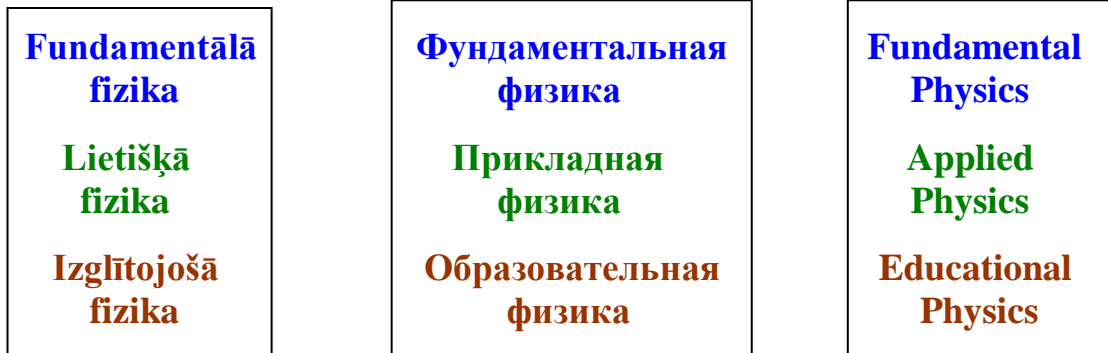 Fundamentālā
fizika
Lietišķā
fizika
Izglītojošā
fizika
Фундаментальная
физика
Прикладная
физика
Образовательная
физика
Fundamental
Physics
Applied
Physics
Educational
Physics